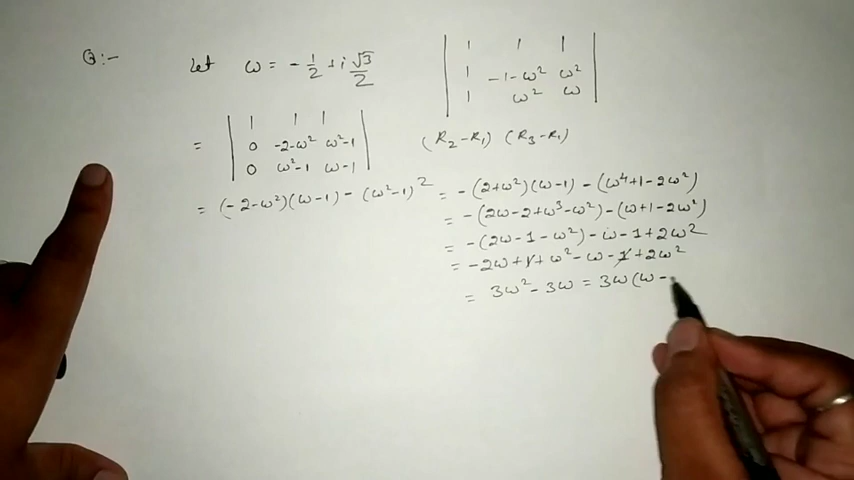 Q:- Let ω = -1/2 + i √3/2 | 1 1 1 |
| 1 -1-ω² ω² |
| 1 ω² ω |
= | 1 1 1 |
| 0 -2-ω² ω²-1 | (R₂-R₁) (R₃-R₁)
| 0 ω²-1 ω-1 |
= (-2-ω²)(ω-1) - (ω²-1)² = -(2+ω²)(ω-1) - (ω⁴+1-2ω²)
= -(2ω-2+ω³-ω²)-(ω+1-2ω²)
= -(2ω-1-ω²)-ω-1+2ω²
= -2ω+1+ω²-ω-1+2ω²
= 3ω²-3ω = 3ω(ω-